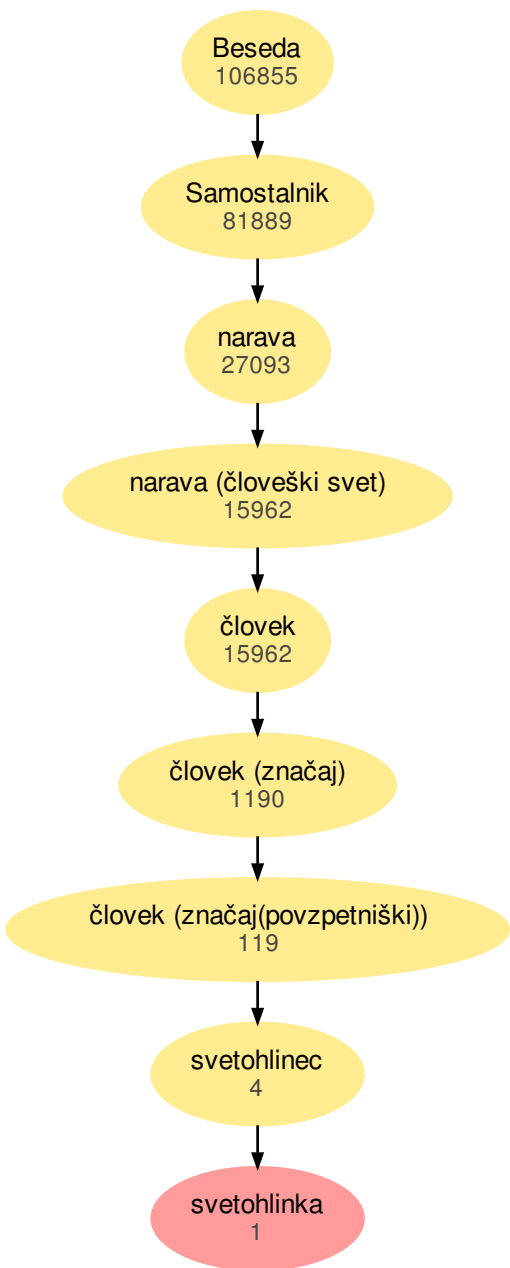 Beseda
106855
Samostalnik
81889
narava
27093
narava (človeški svet)
15962
človek
15962
človek (značaj)
1190
človek (značaj(povzpetniški))
119
svetohlinec
4
svetohlinka
1